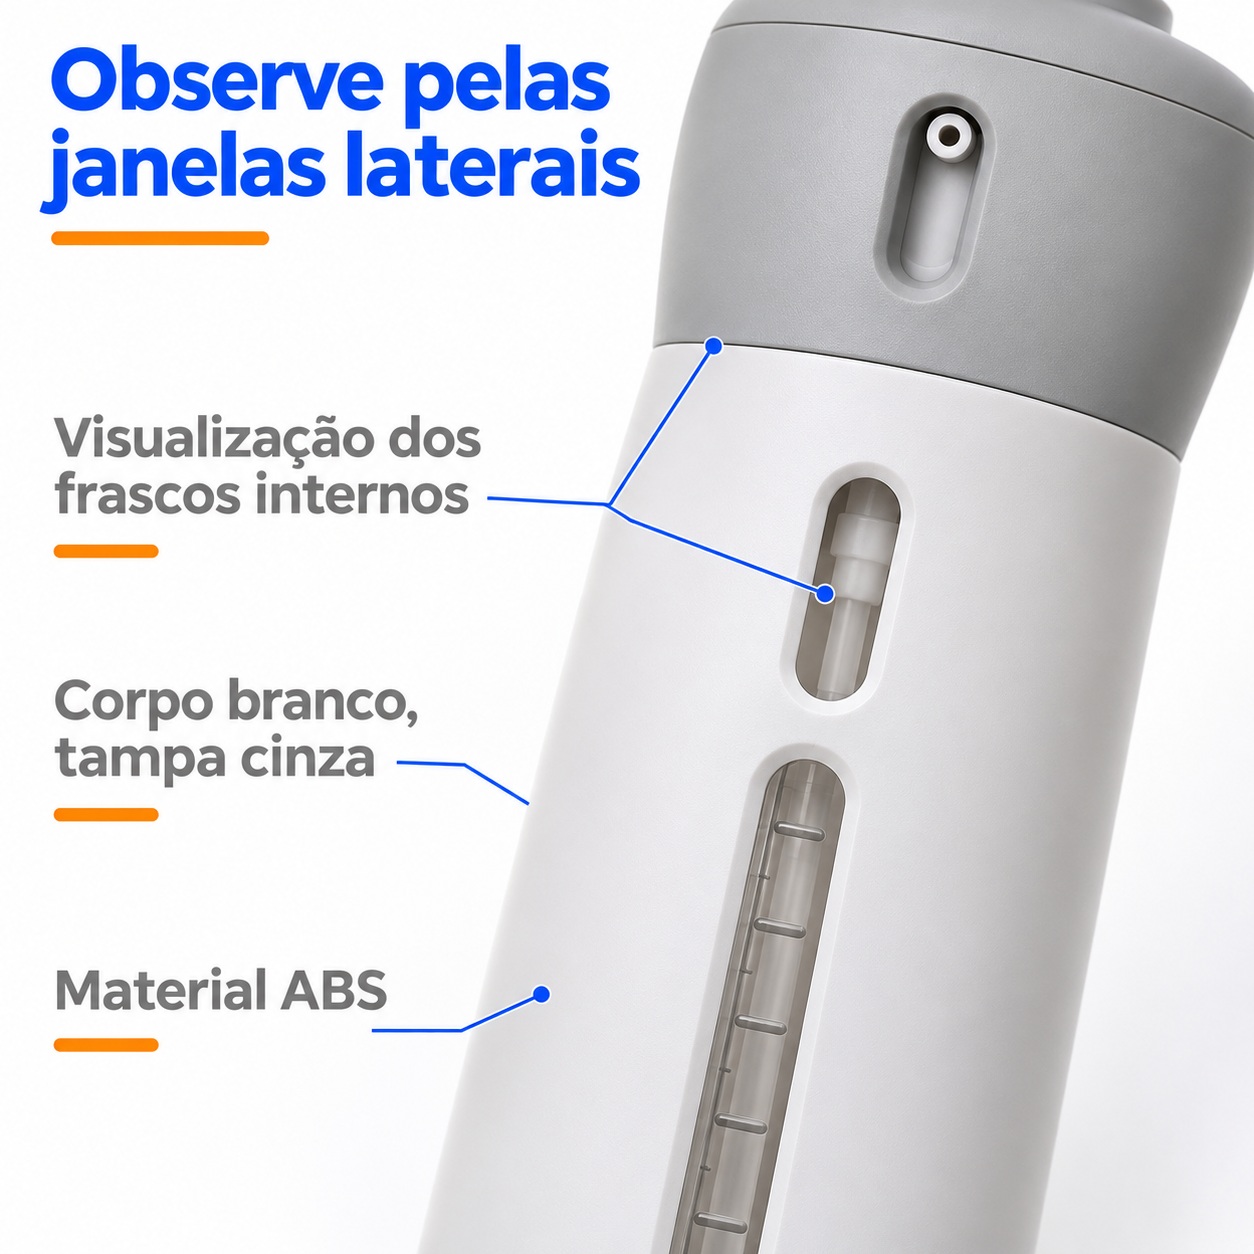 Observe pelas
janelas laterais
Visualização dos
frascos internos
Corpo branco,
tampa cinza
Material ABS